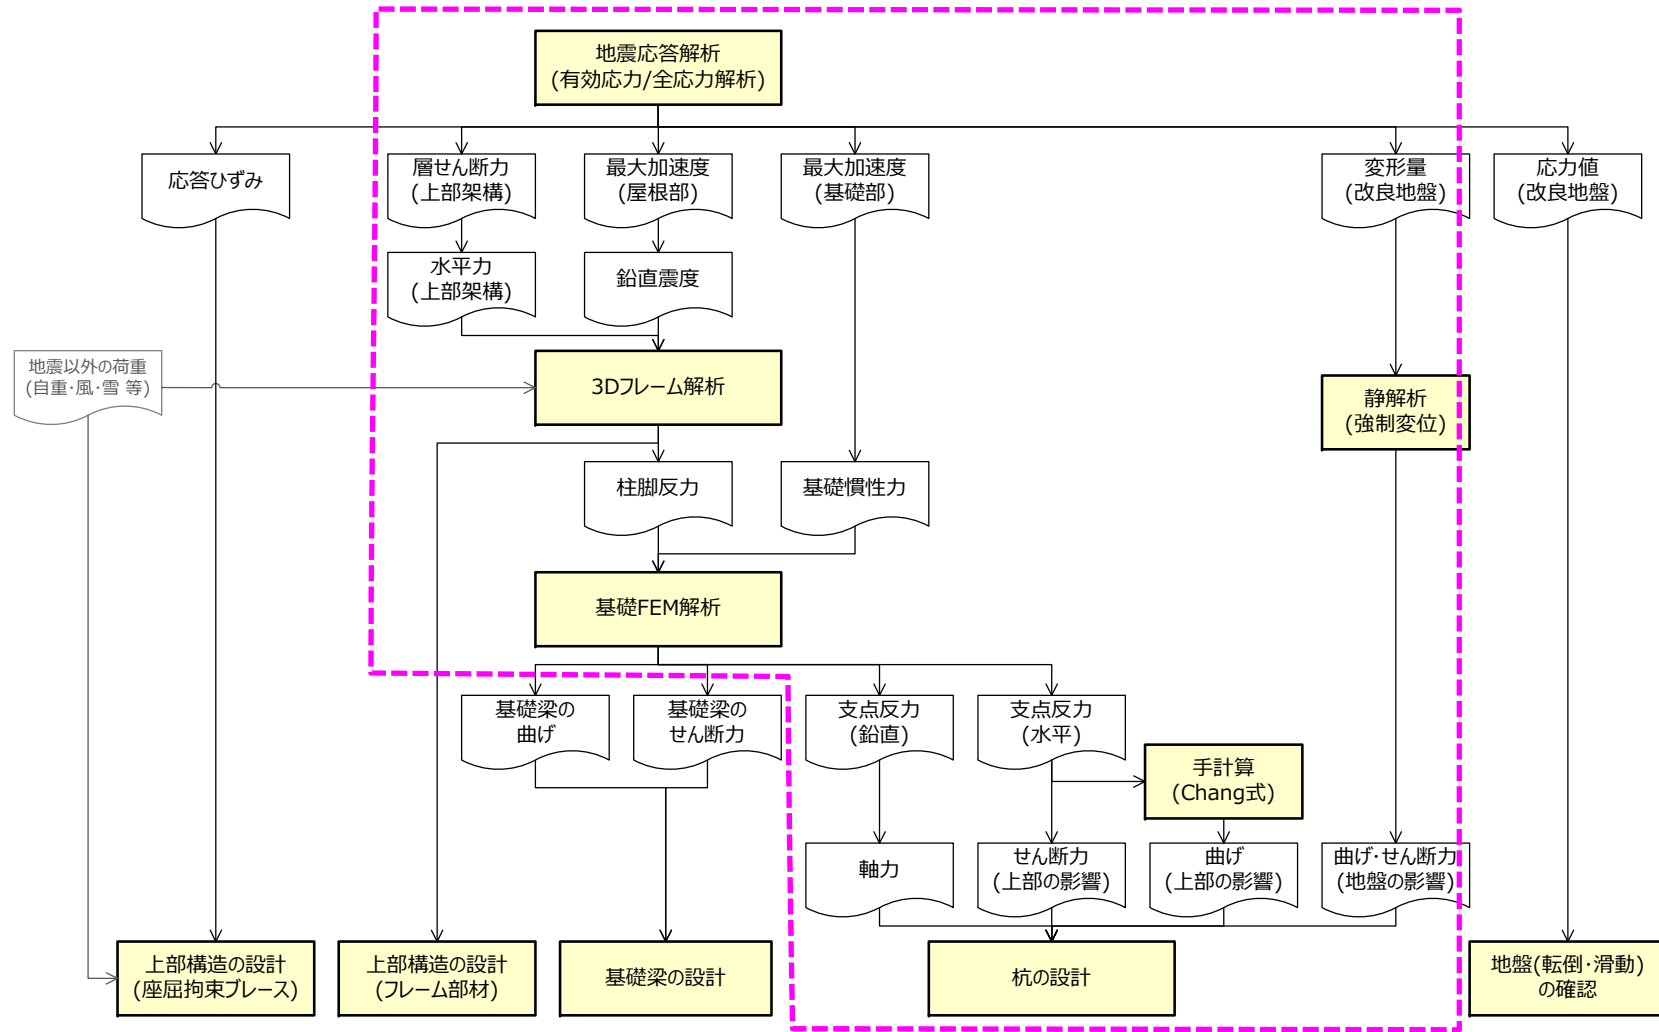 地震応答解析
(有効応力/全応力解析)
応答ひずみ
層せん断力
(上部架構)
最大加速度
(屋根部)
最大加速度
(基礎部)
変形量
(改良地盤)
応力値
(改良地盤)
水平力
(上部架構)
鉛直震度
地震以外の荷重
(自重･風･雪 等)
3Dフレーム解析
静解析
(強制変位)
柱脚反力
基礎慣性力
基礎FEM解析
基礎梁の
曲げ
基礎梁の
せん断力
支点反力
(鉛直)
支点反力
(水平)
手計算
(Chang式)
軸力
せん断力
(上部の影響)
曲げ
(上部の影響)
曲げ･せん断力
(地盤の影響)
上部構造の設計
(座屈拘束ブレース)
上部構造の設計
(フレーム部材)
基礎梁の設計
杭の設計
地盤(転倒･滑動)
の確認